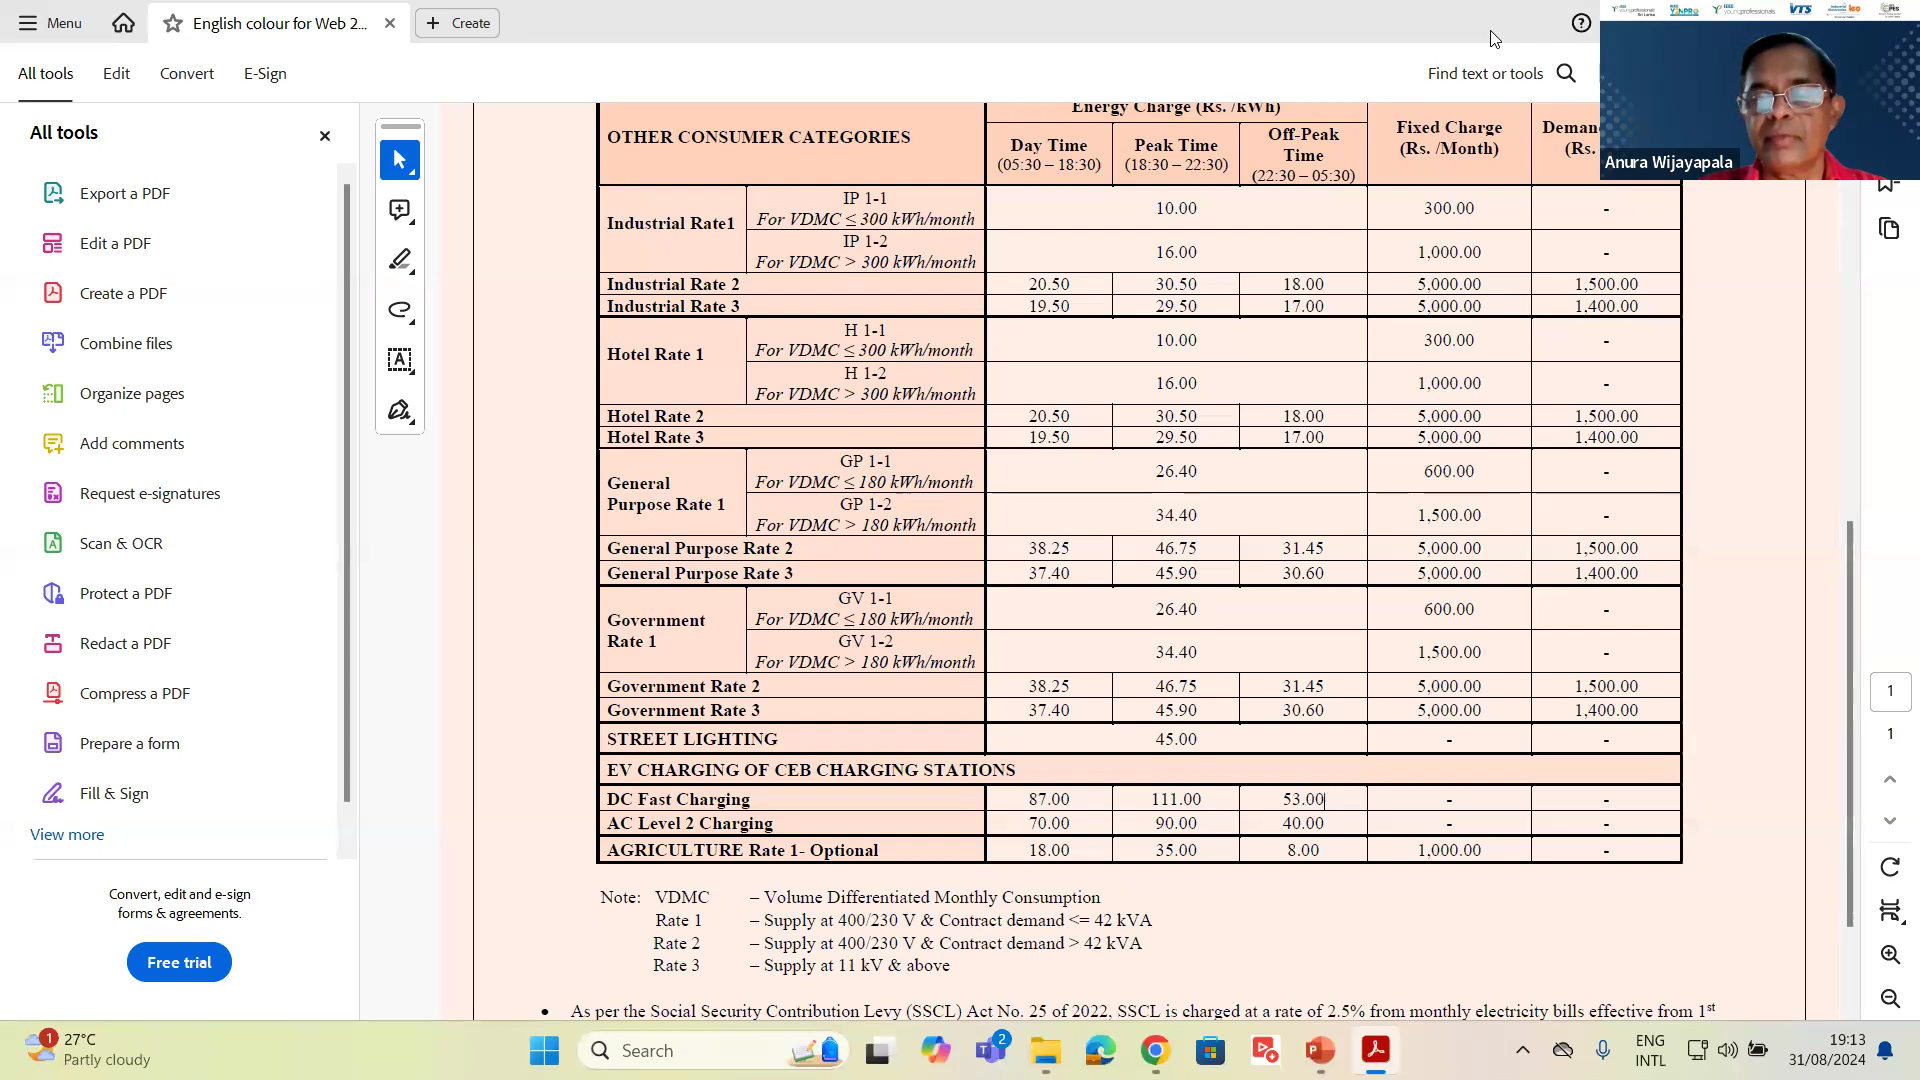 Menu
English colour for Web 2...
Create
All tools
Edit
Convert
E-Sign
Find text or tools
VTS
Anura Wijayapala
All tools
Export a PDF
Edit a PDF
Create a PDF
Combine files
Organize pages
Add comments
Request e-signatures
Scan & OCR
Protect a PDF
Redact a PDF
Compress a PDF
Prepare a form
Fill & Sign
View more
Convert, edit and e-sign
forms & agreements.
Free trial
OTHER CONSUMER CATEGORIES
Energy Charge (Rs. /kWh)
Day Time
(05:30 – 18:30)
Peak Time
(18:30 – 22:30)
Off-Peak
Time
(22:30 – 05:30)
Fixed Charge
(Rs. /Month)
(Rs.
Industrial Rate1
IP 1-1
For VDMC ≤ 300 kWh/month
10.00 300.00 -
IP 1-2
For VDMC > 300 kWh/month
16.00 1,000.00 -
Industrial Rate 2 20.50 30.50 18.00 5,000.00 1,500.00
Industrial Rate 3 19.50 29.50 17.00 5,000.00 1,400.00
Hotel Rate 1
H 1-1
For VDMC ≤ 300 kWh/month
10.00 300.00 -
H 1-2
For VDMC > 300 kWh/month
16.00 1,000.00 -
Hotel Rate 2 20.50 30.50 18.00 5,000.00 1,500.00
Hotel Rate 3 19.50 29.50 17.00 5,000.00 1,400.00
General
Purpose Rate 1
GP 1-1
For VDMC ≤ 180 kWh/month
26.40 600.00 -
GP 1-2
For VDMC > 180 kWh/month
34.40 1,500.00 -
General Purpose Rate 2 38.25 46.75 31.45 5,000.00 1,500.00
General Purpose Rate 3 37.40 45.90 30.60 5,000.00 1,400.00
Government
Rate 1
GV 1-1
For VDMC ≤ 180 kWh/month
26.40 600.00 -
GV 1-2
For VDMC > 180 kWh/month
34.40 1,500.00 -
Government Rate 2 38.25 46.75 31.45 5,000.00 1,500.00
Government Rate 3 37.40 45.90 30.60 5,000.00 1,400.00
STREET LIGHTING 45.00 - -
EV CHARGING OF CEB CHARGING STATIONS
DC Fast Charging 87.00 111.00 53.00 - -
AC Level 2 Charging 70.00 90.00 40.00 - -
AGRICULTURE Rate 1- Optional 18.00 35.00 8.00 1,000.00 -
Note: VDMC – Volume Differentiated Monthly Consumption
Rate 1 – Supply at 400/230 V & Contract demand <= 42 kVA
Rate 2 – Supply at 400/230 V & Contract demand > 42 kVA
Rate 3 – Supply at 11 kV & above
• As per the Social Security Contribution Levy (SSCL) Act No. 25 of 2022, SSCL is charged at a rate of 2.5% from monthly electricity bills effective from 1st
1
1
1
27°C
Partly cloudy
Search
2
ENG
INTL
19:13
31/08/2024